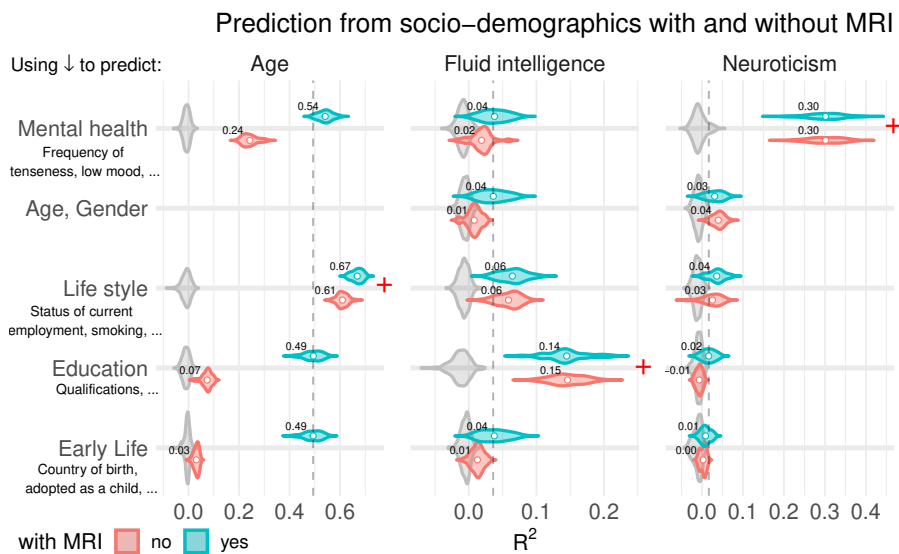 Prediction from socio−demographics with and without MRI
Using ↓ to predict: Age Fluid intelligence Neuroticism
0.54 0.04 0.30
Mental health
0.24 0.02 0.30
Frequency of
tenseness, low mood, ...
0.04 0.03
Age, Gender
0.01 0.04
0.67 0.06 0.04
Life style
0.61 0.06 0.03
Status of current
employment, smoking, ...
0.49 0.14 0.02
Education
0.07 0.15 −0.01
Qualifications, ...
0.49 0.04 0.01
Early Life
0.03 0.01 0.00
Country of birth,
adopted as a child, ...
0.0 0.2 0.4 0.6 0.0 0.1 0.2 0.0 0.1 0.2 0.3 0.4
with MRI no yes R²